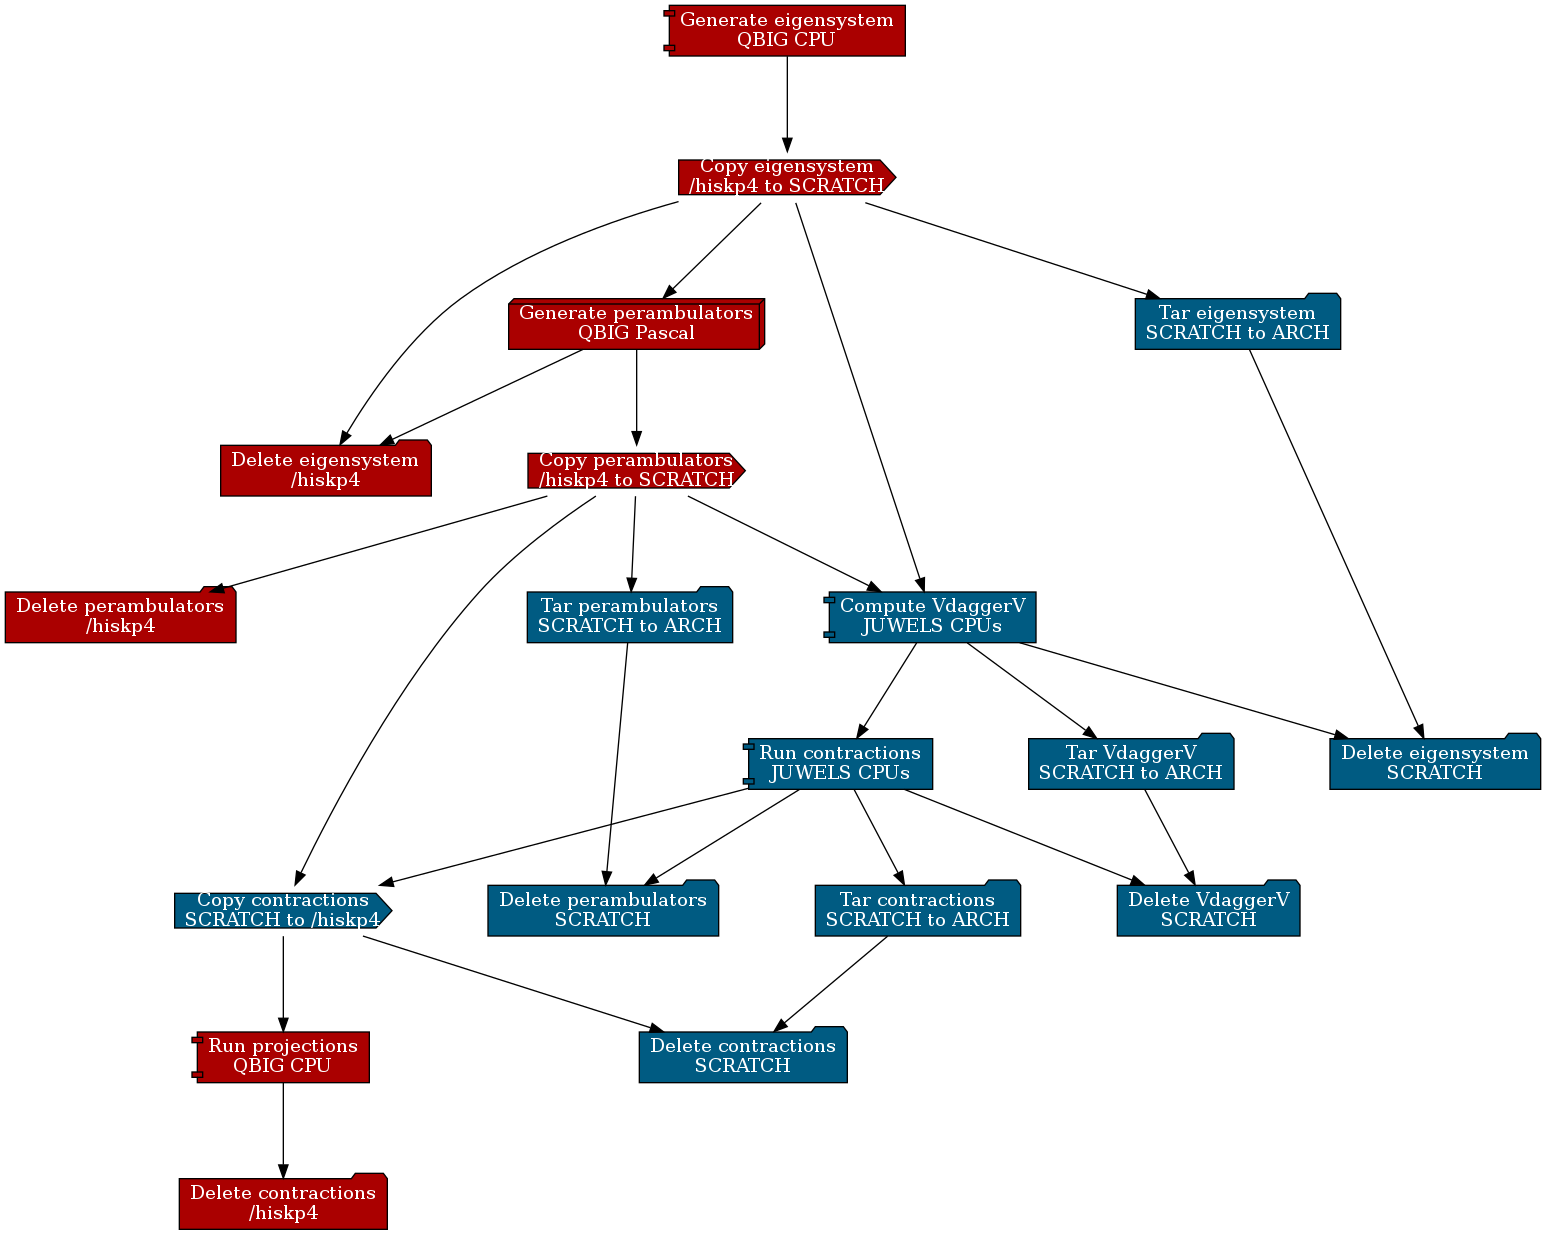 Generate eigensystem
QBIG CPU
Copy eigensystem
/hiskp4 to SCRATCH
Generate perambulators
QBIG Pascal
Tar eigensystem
SCRATCH to ARCH
Delete eigensystem
/hiskp4
Copy perambulators
/hiskp4 to SCRATCH
Delete perambulators
/hiskp4
Tar perambulators
SCRATCH to ARCH
Compute VdaggerV
JUWELS CPUs
Run contractions
JUWELS CPUs
Tar VdaggerV
SCRATCH to ARCH
Delete eigensystem
SCRATCH
Copy contractions
SCRATCH to /hiskp4
Delete perambulators
SCRATCH
Tar contractions
SCRATCH to ARCH
Delete VdaggerV
SCRATCH
Run projections
QBIG CPU
Delete contractions
SCRATCH
Delete contractions
/hiskp4